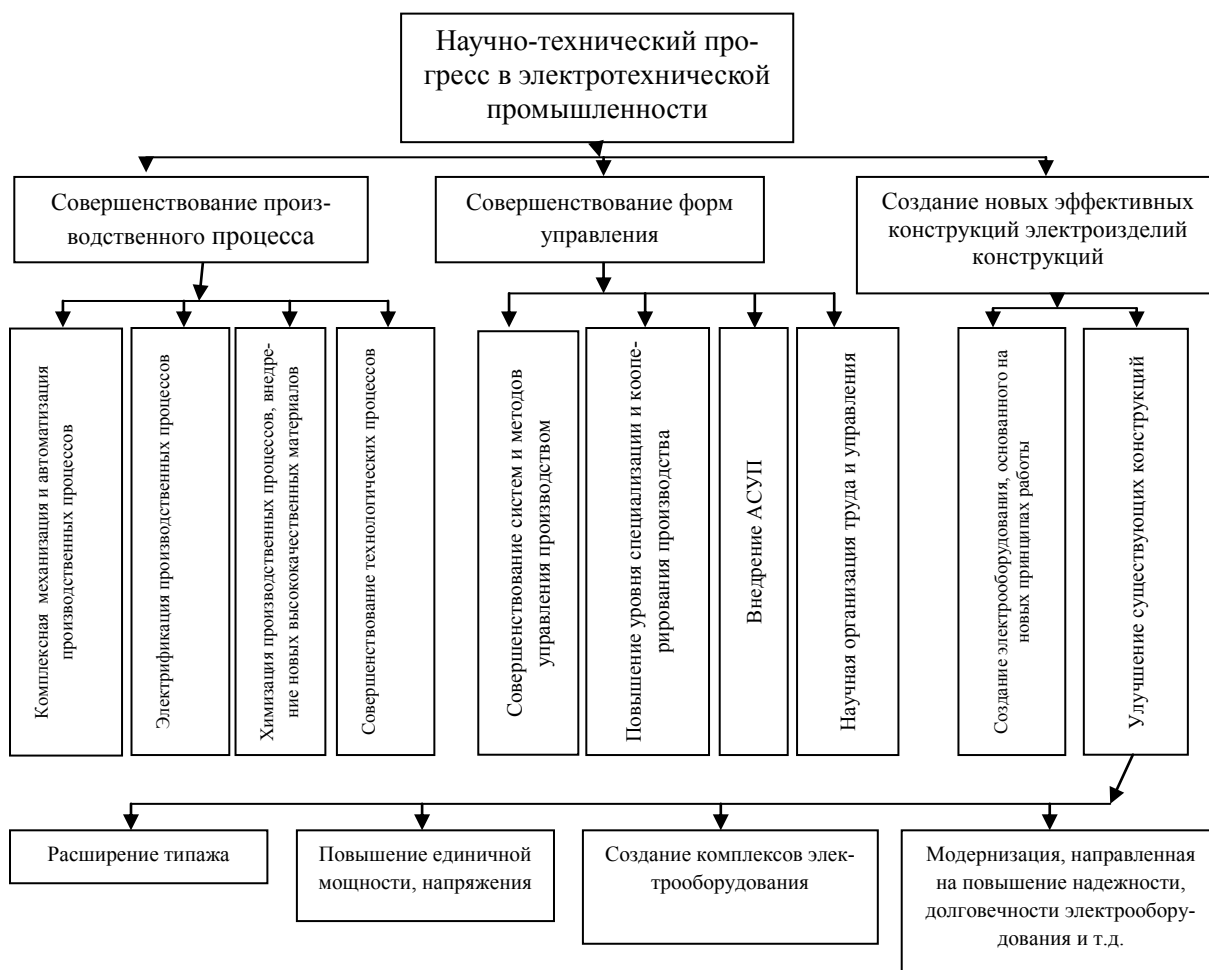 Научно-технический про-
гресс в электротехнической
промышленности
Совершенствование произ-
водственного процесса
Совершенствование форм
управления
Создание новых эффективных
конструкций электроизделий
конструкций
Комплексная механизация и автоматизация
производственных процессов
Электрификация производственных процессов
Химизация производственных процессов, внедре-
ние новых высококачественных материалов
Совершенствование технологических процессов
Совершенствование систем и методов
управления производством
Повышение уровня специализации и коопе-
рирования производства
Внедрение АСУП
Научная организация труда и управления
Создание электрооборудования, основанного на
новых принципах работы
Улучшение существующих конструкций
Расширение типажа
Повышение единичной
мощности, напряжения
Создание комплексов элек-
трооборудования
Модернизация, направленная
на повышение надежности,
долговечности электрообору-
дования и т.д.